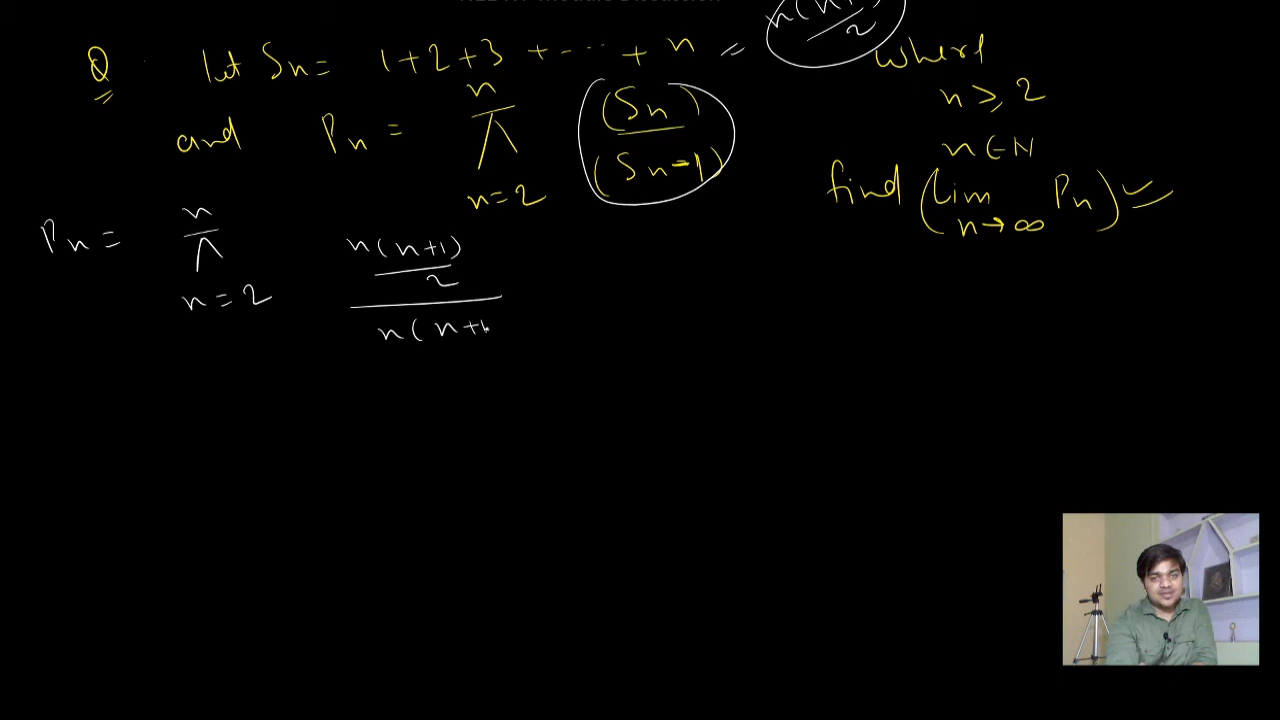 n(n+1)/2
Q let Sn = 1+2+3+-...+n = where
n ≥ 2
and Pn = n π n=2 (Sn)/(Sn-1)
n ∈ N
find (lim n→∞ Pn)
Pn = n π n=2 n(n+1)/2
n(n+1